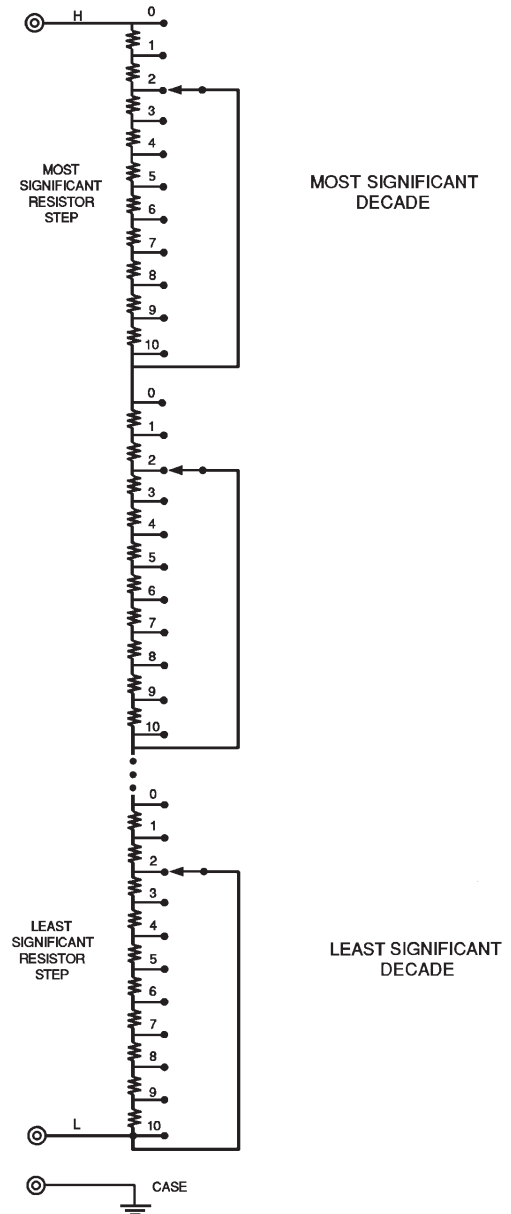 H
0
1
2
3
4
5
6
7
8
9
10
MOST
SIGNIFICANT
RESISTOR
STEP
MOST SIGNIFICANT
DECADE
0
1
2
3
4
5
6
7
8
9
10
0
1
2
3
4
5
6
7
8
9
10
LEAST
SIGNIFICANT
RESISTOR
STEP
LEAST SIGNIFICANT
DECADE
L
CASE